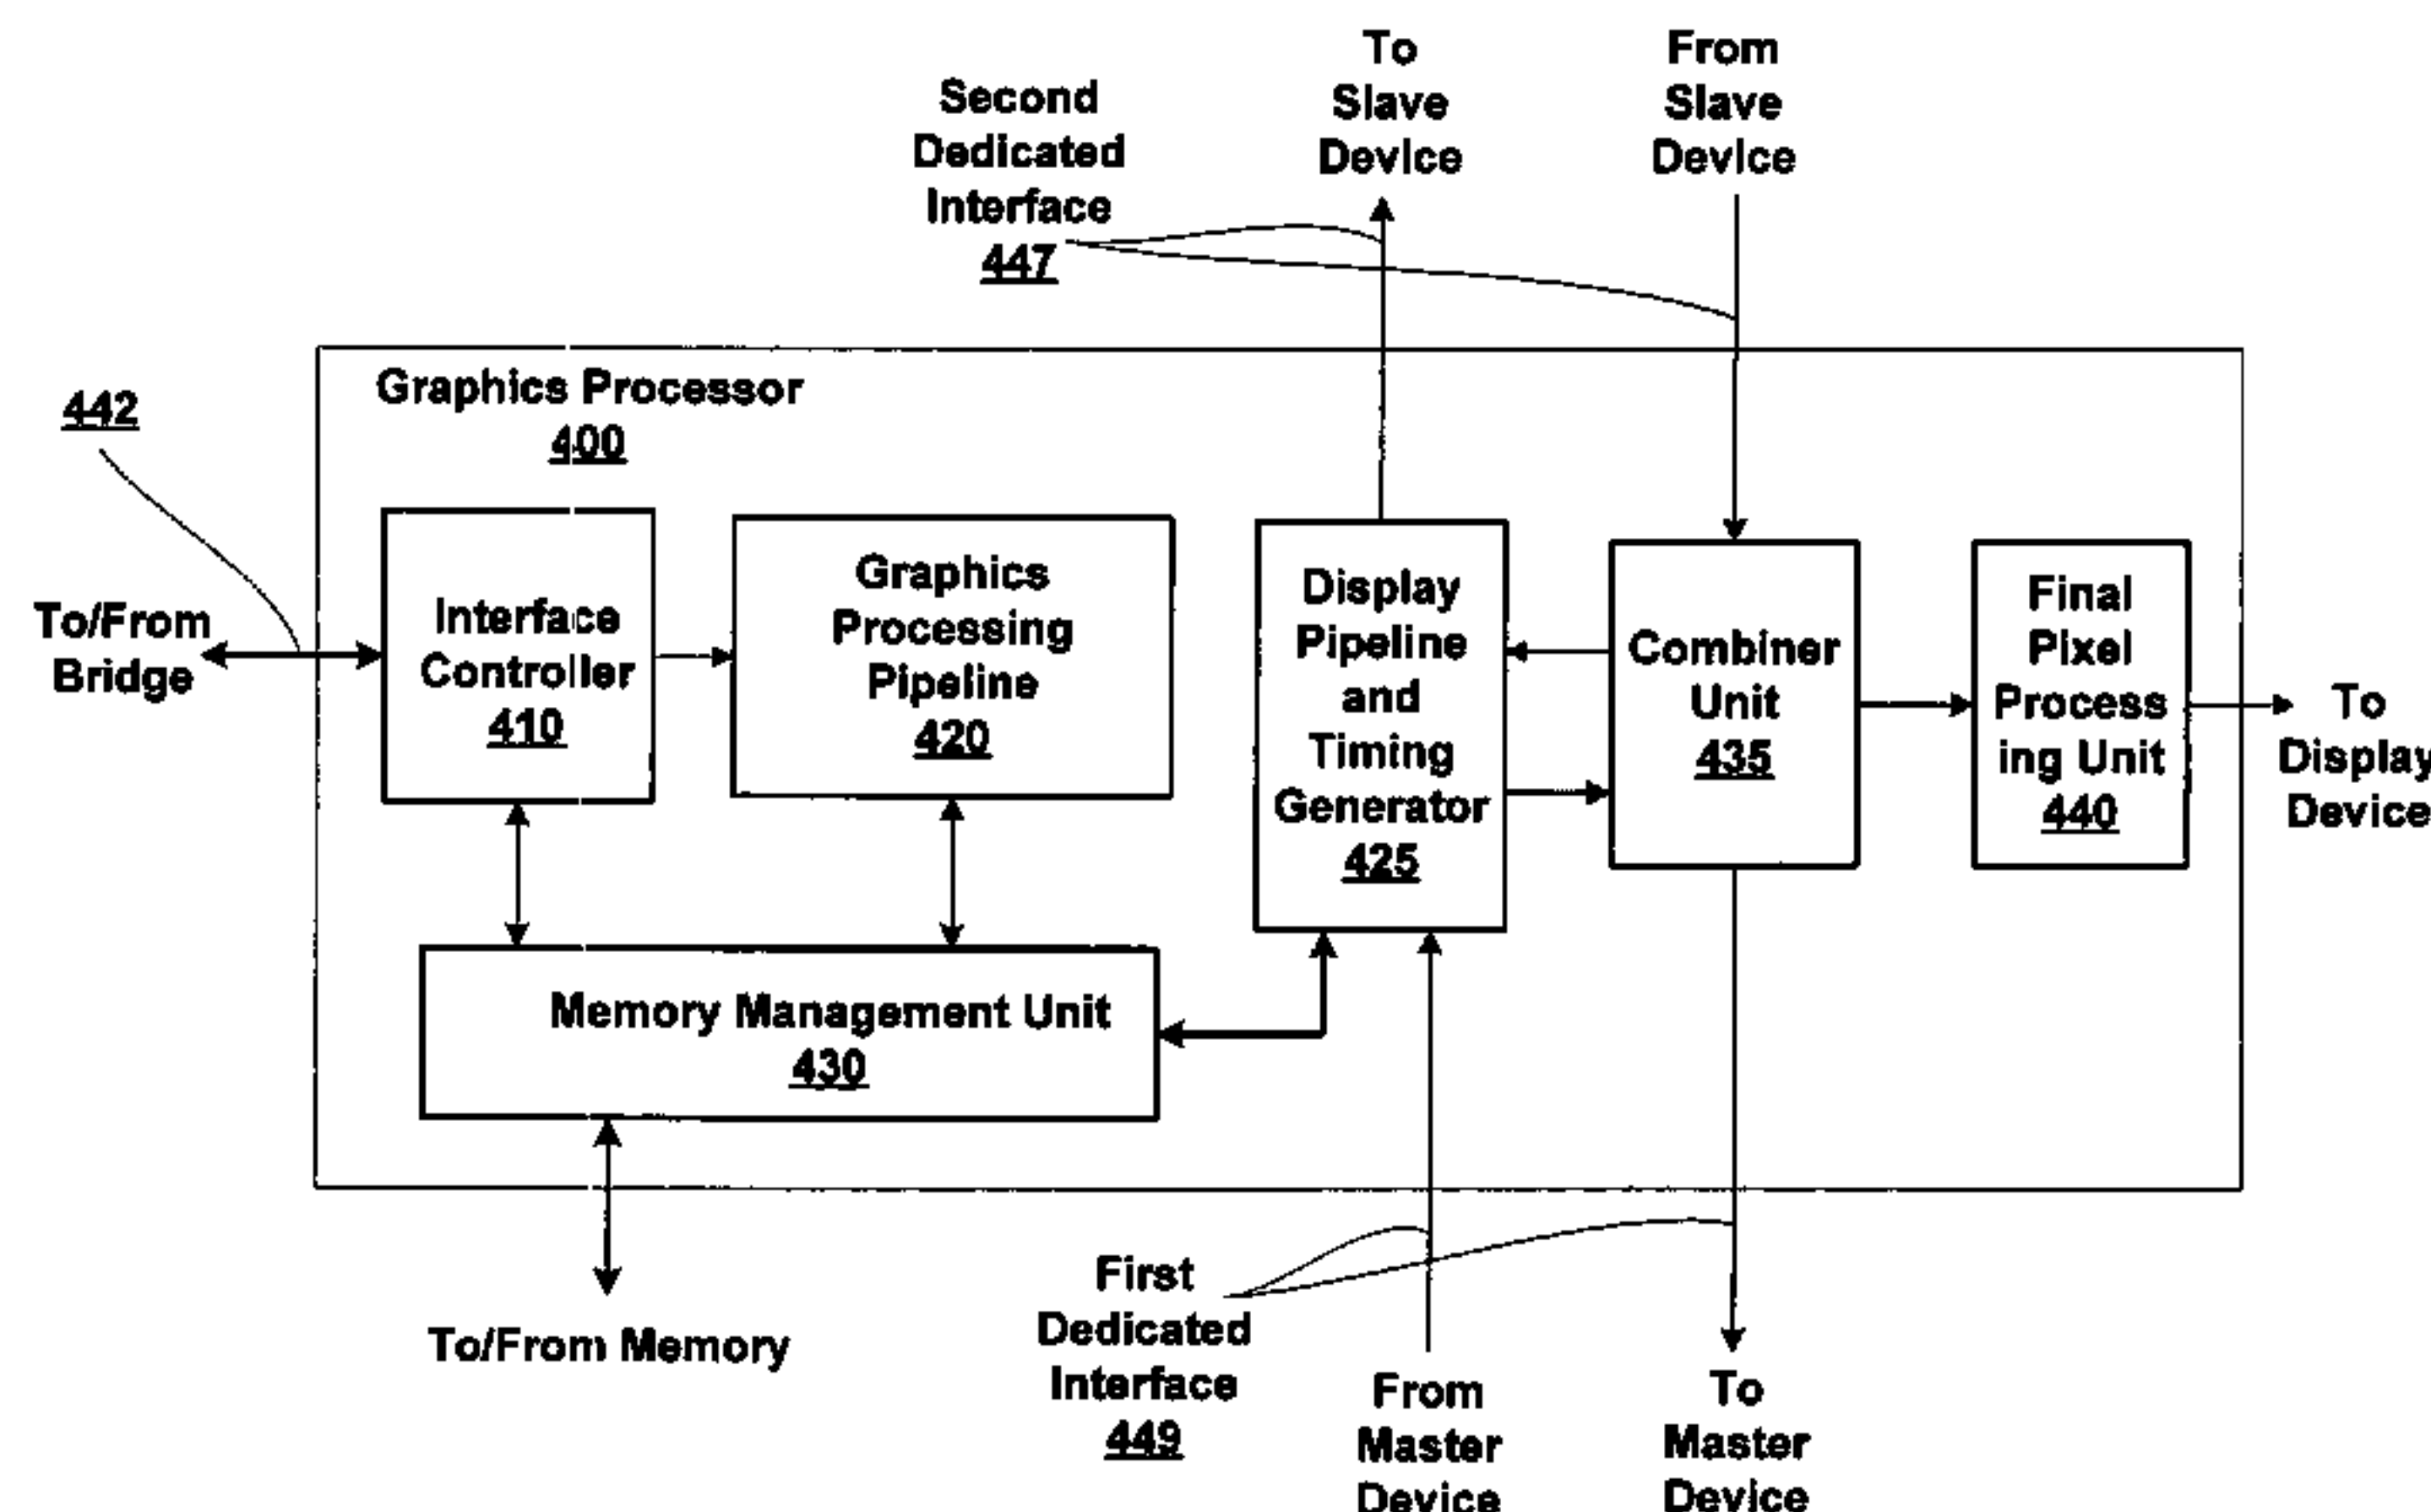 To
Slave
Device
From
Slave
Device
Second
Dedicated
Interface
447
Graphics Processor
400
442
To/From
Bridge
Interface
Controller
410
Graphics
Processing
Pipeline
420
Display
Pipeline
and
Timing
Generator
425
Combiner
Unit
435
Final
Pixel
Process
ing Unit
440
To
Display
Device
Memory Management Unit
430
To/From Memory
First
Dedicated
Interface
449
From
Master
Device
To
Master
Device